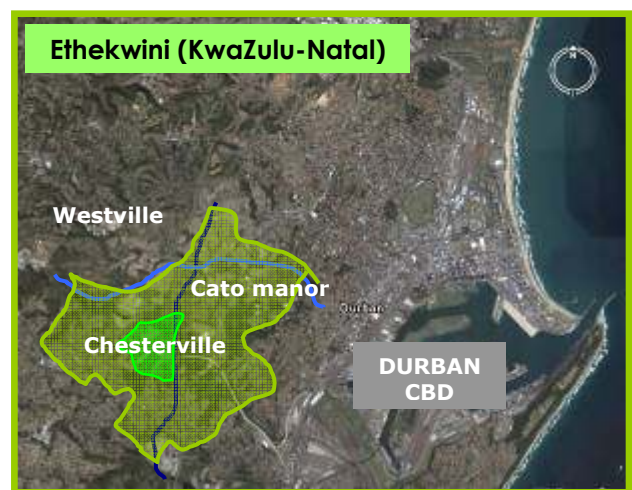 Ethekwini (KwaZulu-Natal)
N
Westville
Cato manor
Durban
Chesterville
DURBAN
CBD